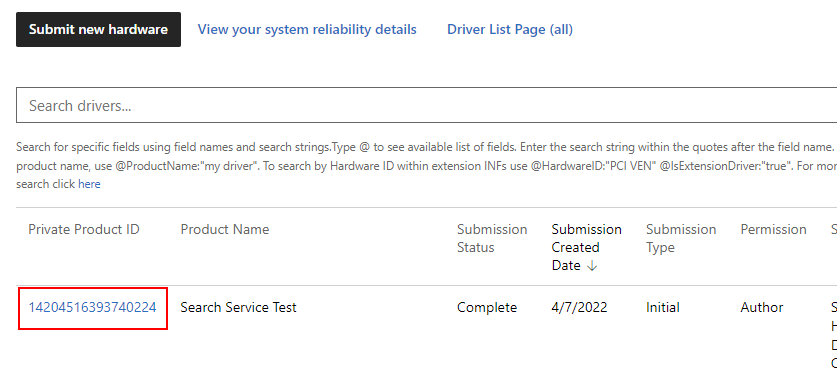 Submit new hardware View your system reliability details Driver List Page (all)
Search drivers...
Search for specific fields using field names and search strings.Type @ to see available list of fields. Enter the search string within the quotes after the field name.
product name, use @ProductName:"my driver". To search by Hardware ID within extension INFs use @HardwareID:"PCI VEN" @IsExtensionDriver:"true". For mor
search click here
Private Product ID Product Name Submission Status Submission Created Date ↓ Submission Type Permission S
14204516393740224 Search Service Test Complete 4/7/2022 Initial Author S
H
D